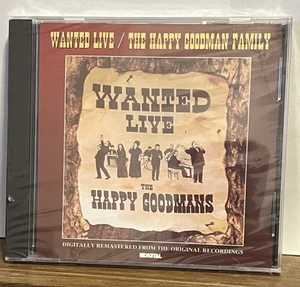 WANTED LIVE / THE HAPPY GOODMAN FAMILY
WANTED
LIVE
THE
HAPPY GOODMANS
DIGITALLY REMASTERED FROM THE ORIGINAL RECORDINGS